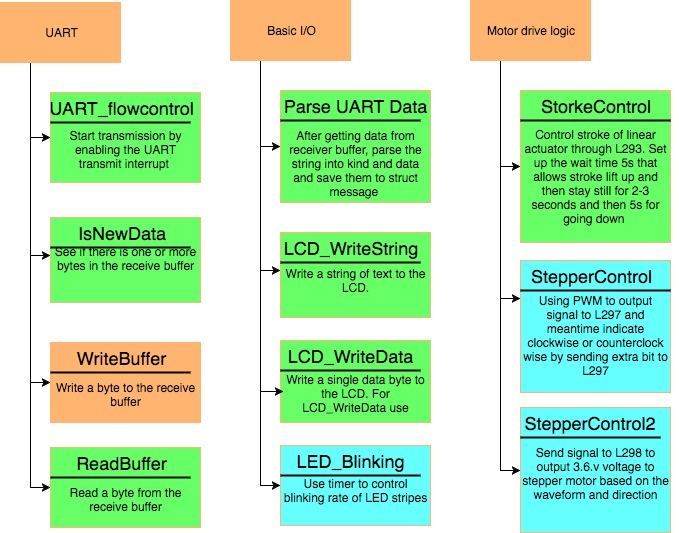 UART
UART_flowcontrol
Start transmission by
enabling the UART
transmit interrupt
IsNewData
See if there is one or more
bytes in the receive buffer
WriteBuffer
Write a byte to the receive
buffer
ReadBuffer
Read a byte from the
receive buffer
Basic I/O
Parse UART Data
After getting data from
receiver buffer, parse the
string into kind and data
and save them to struct
message
LCD_WriteString
Write a string of text to the
LCD.
LCD_WriteData
Write a single data byte to
the LCD. For
LCD_WriteData use
LED_Blinking
Use timer to control
blinking rate of LED stripes
Motor drive logic
StorkeControl
Control stroke of linear
actuator through L293. Set
up the wait time 5s that
allows stroke lift up and
then stay still for 2-3
seconds and then 5s for
going down
StepperControl
Using PWM to output
signal to L297 and
meantime indicate
clockwise or counterclock
wise by sending extra bit to
L297
StepperControl2
Send signal to L298 to
output 3.6.v voltage to
stepper motor based on the
waveform and direction